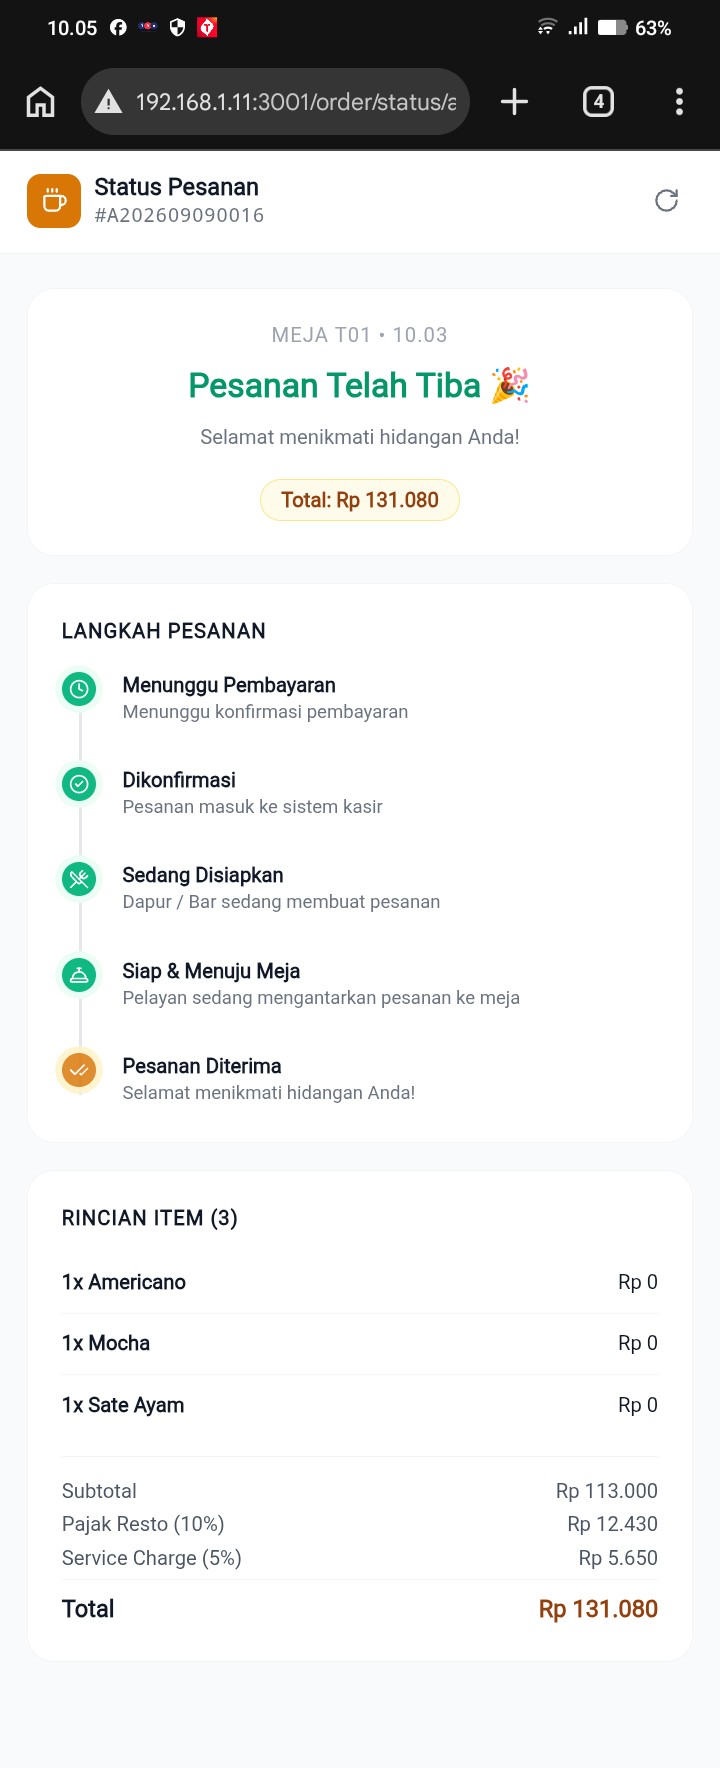 10.05
63%
192.168.1.11:3001/order/status/a
4
Status Pesanan
#A202609090016
MEJA T01 • 10.03
Pesanan Telah Tiba 🎉
Selamat menikmati hidangan Anda!
Total: Rp 131.080
LANGKAH PESANAN
Menunggu Pembayaran
Menunggu konfirmasi pembayaran
Dikonfirmasi
Pesanan masuk ke sistem kasir
Sedang Disiapkan
Dapur / Bar sedang membuat pesanan
Siap & Menuju Meja
Pelayan sedang mengantarkan pesanan ke meja
Pesanan Diterima
Selamat menikmati hidangan Anda!
RINCIAN ITEM (3)
1x Americano Rp 0
1x Mocha Rp 0
1x Sate Ayam Rp 0
Subtotal Rp 113.000
Pajak Resto (10%) Rp 12.430
Service Charge (5%) Rp 5.650
Total Rp 131.080